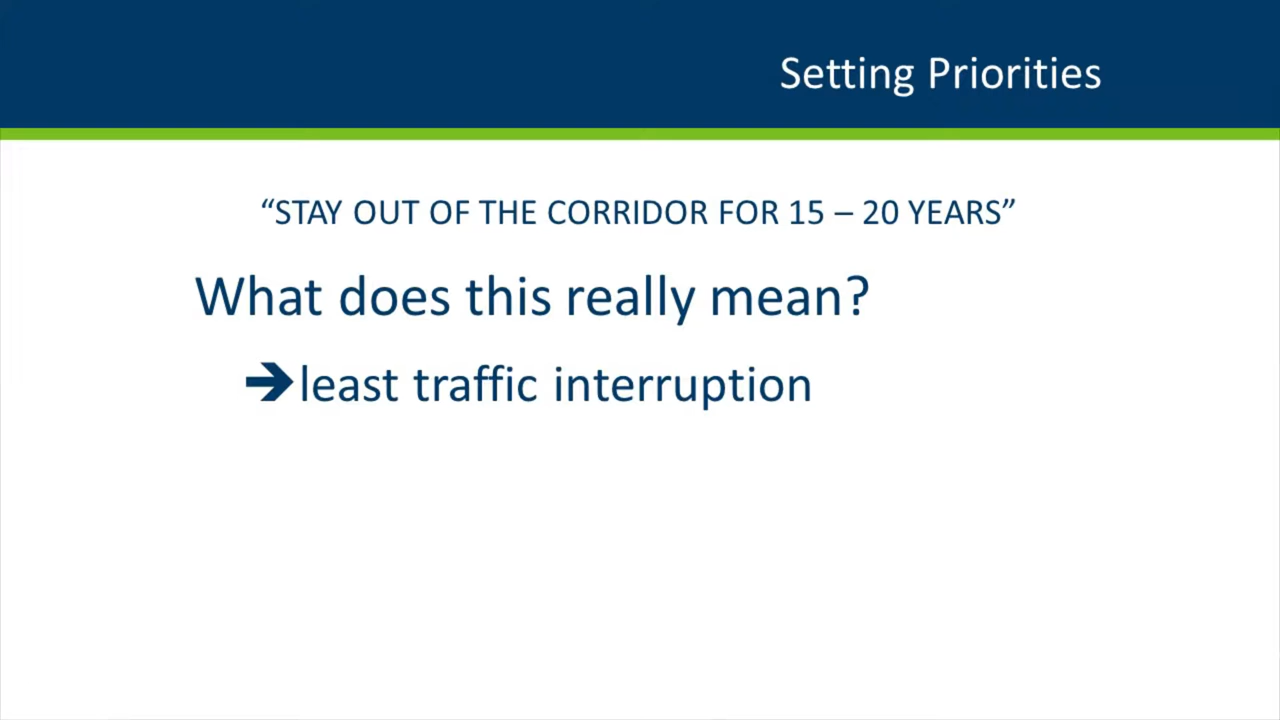 Setting Priorities
“STAY OUT OF THE CORRIDOR FOR 15 – 20 YEARS”
What does this really mean?
➔least traffic interruption